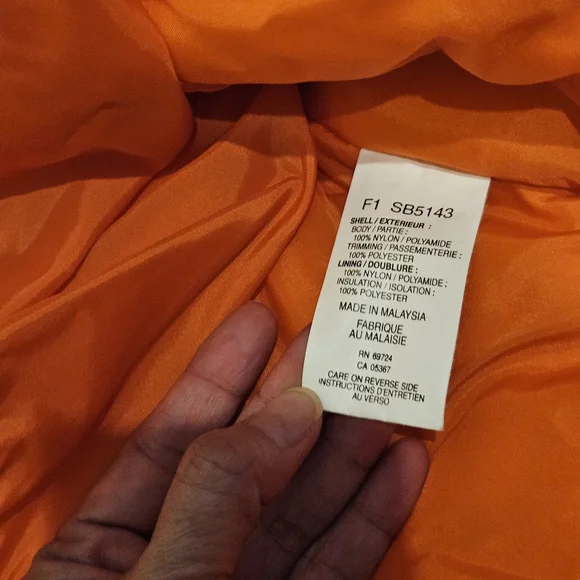 F1 SB5143
SHELL / EXTERIEUR :
BODY / PARTIE :
100% NYLON / POLYAMIDE
TRIMMING / PASSEMENTERIE :
100% POLYESTER
LINING / DOUBLURE :
100% NYLON / POLYAMIDE :
INSULATION / ISOLATION :
100% POLYESTER
MADE IN MALAYSIA
FABRIQUE
AU MALAISIE
RN 69724
CA 05367
CARE ON REVERSE SIDE
INSTRUCTIONS D'ENTRETIEN
AU VERSO